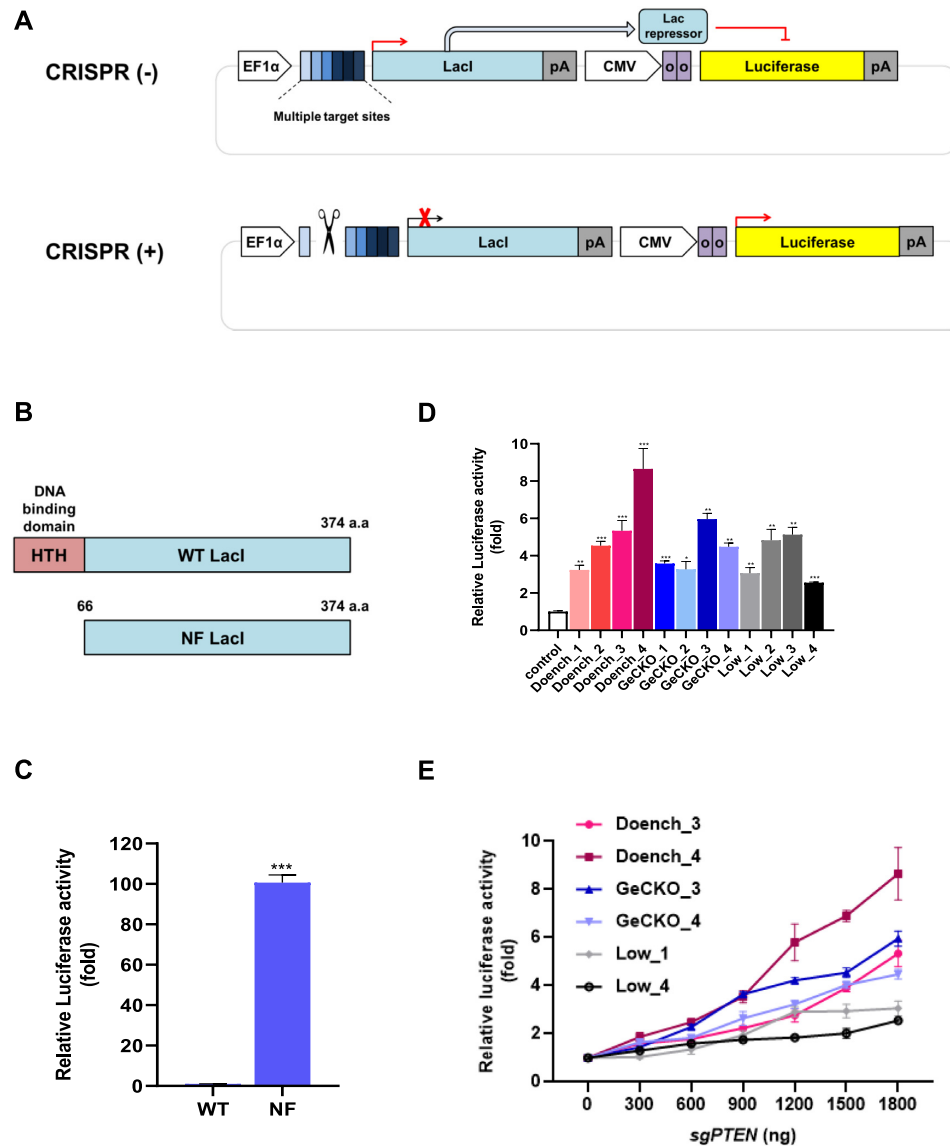 A
CRISPR (-)
EF1α
LacI
pA
CMV
o o
Luciferase
pA
Lac
repressor
Multiple target sites
CRISPR (+)
EF1α
LacI
pA
CMV
o o
Luciferase
pA
B
DNA
binding
domain
374 a.a
HTH
WT LacI
66
374 a.a
NF LacI
C
Relative Luciferase activity
(fold)
120
100
80
60
40
20
0
***
WT
NF
D
Relative Luciferase activity
(fold)
10
8
6
4
2
0
**
***
***
***
***
*
**
**
**
**
**
***
control
Doench_1
Doench_2
Doench_3
Doench_4
GeCKO_1
GeCKO_2
GeCKO_3
GeCKO_4
Low_1
Low_2
Low_3
Low_4
E
Doench_3
Doench_4
GeCKO_3
GeCKO_4
Low_1
Low_4
Relative luciferase activity
(fold)
10
8
6
4
2
0
0 300 600 900 1200 1500 1800
sgPTEN (ng)